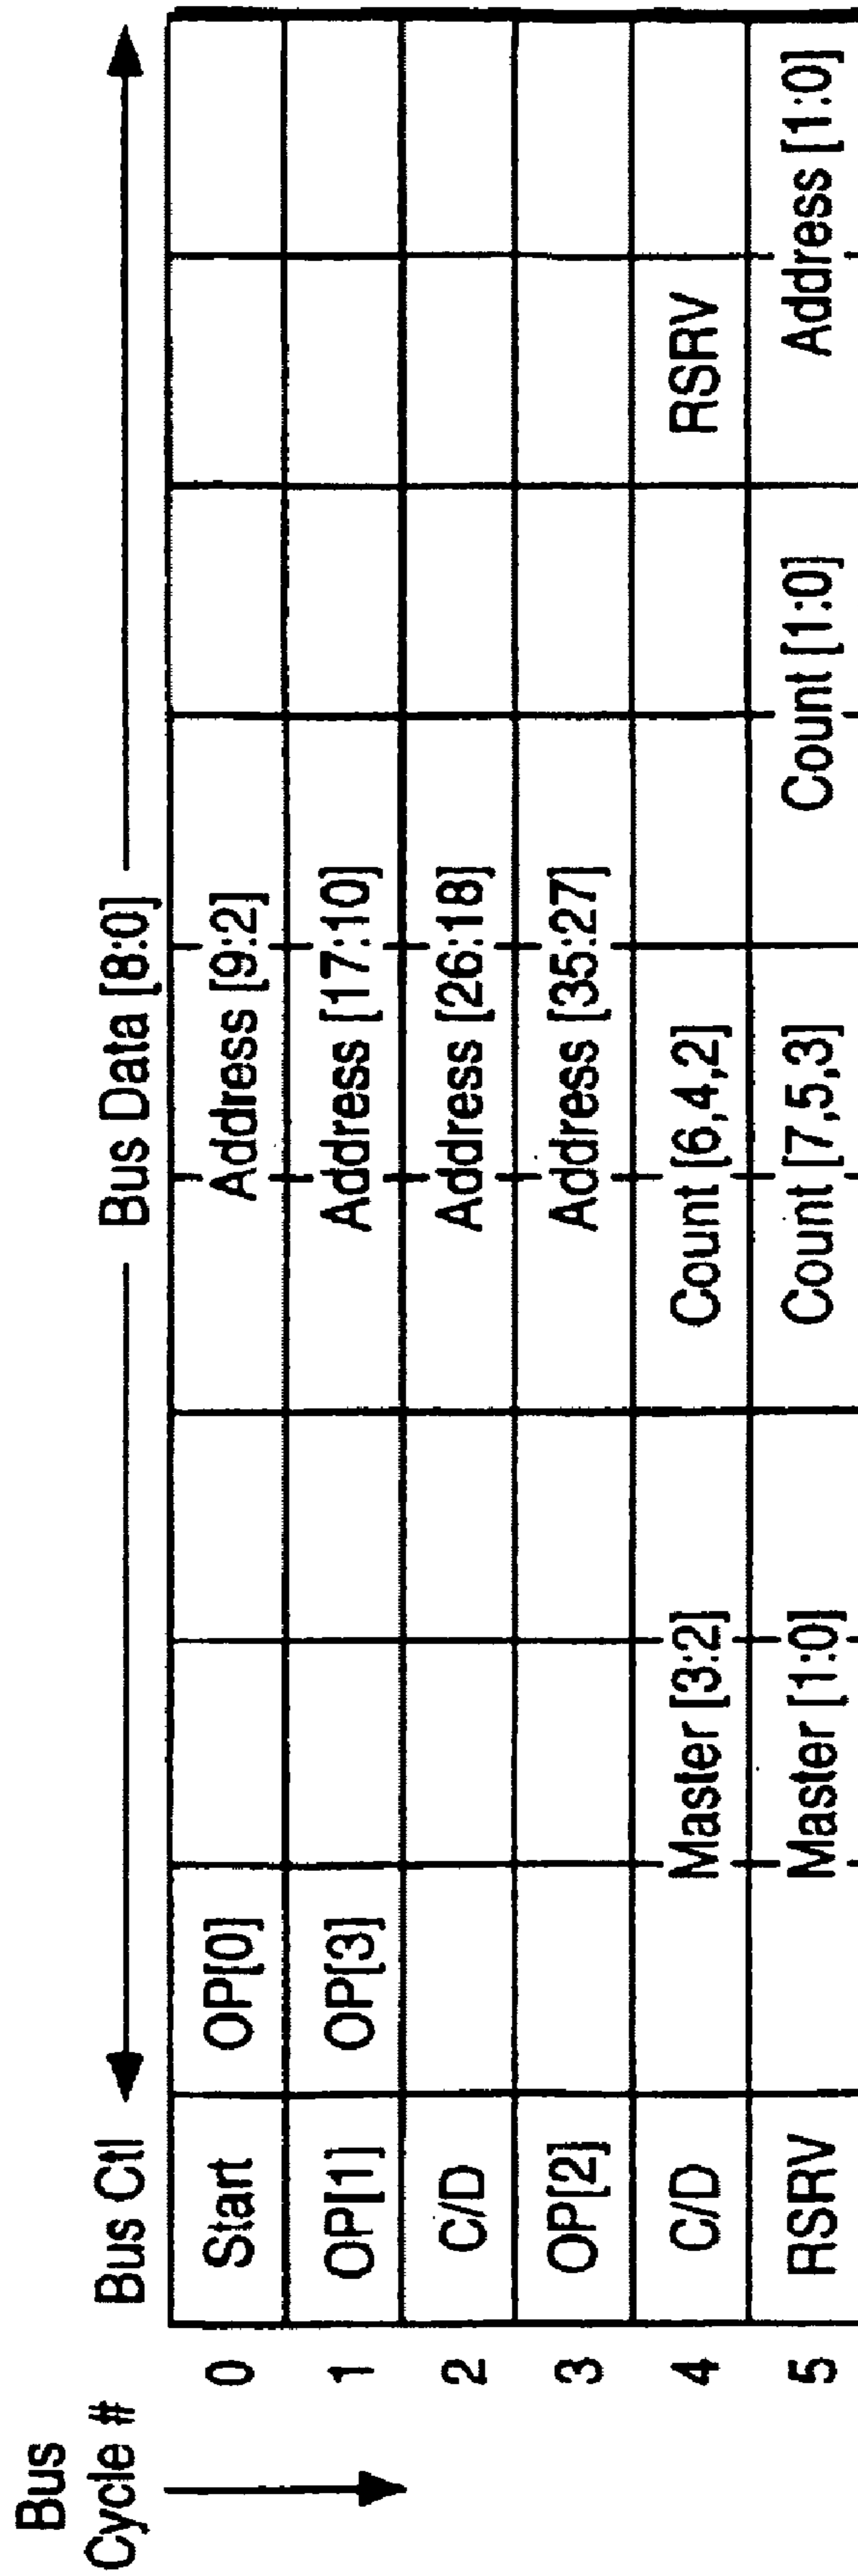 Bus
Cycle #
Bus Ctl
Bus Data [8:0]
0 Start OP[0] Address [9:2]
1 OP[1] OP[3] Address [17:10]
2 C/D Address [26:18]
3 OP[2] Address [35:27]
4 C/D Master [3:2] Count [6,4,2] RSRV
5 RSRV Master [1:0] Count [7,5,3] Count [1:0] Address [1:0]